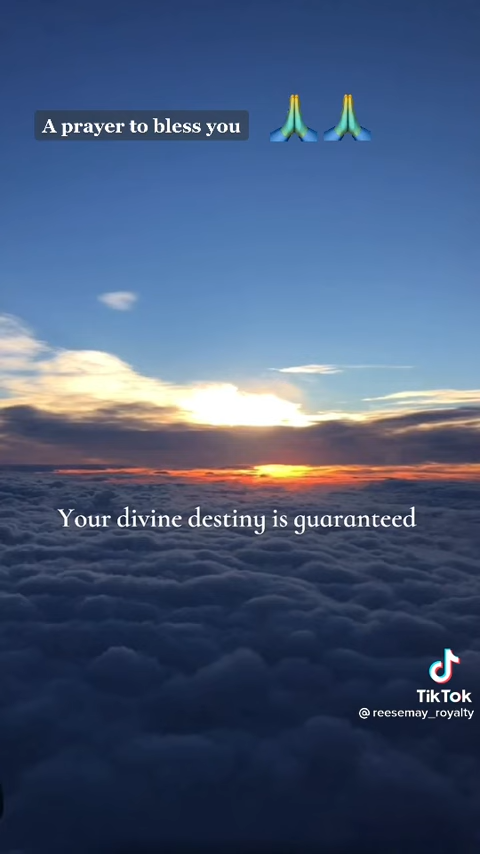 A prayer to bless you 🙏🙏
Your divine destiny is guaranteed
TikTok
@reesemay_royalty